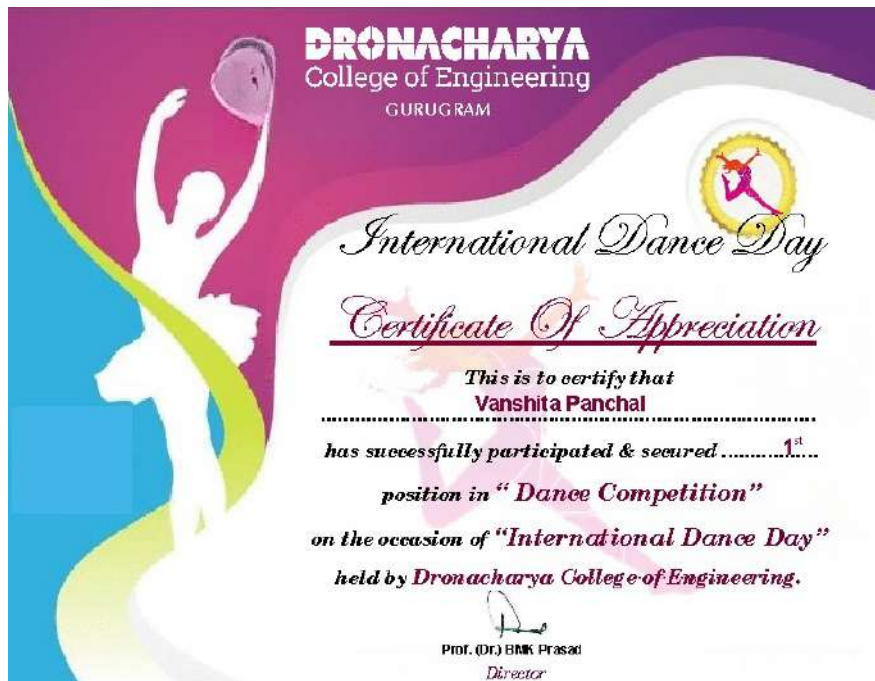 DRONACHARYA
College of Engineering
GURUGRAM
International Dance Day
Certificate Of Appreciation
This is to certify that
Vanshita Panchal
has successfully participated & secured ...........1st.....
position in “ Dance Competition”
on the occasion of “International Dance Day”
held by Dronacharya College of Engineering.
Prof. (Dr.) BMK Prasad
Director